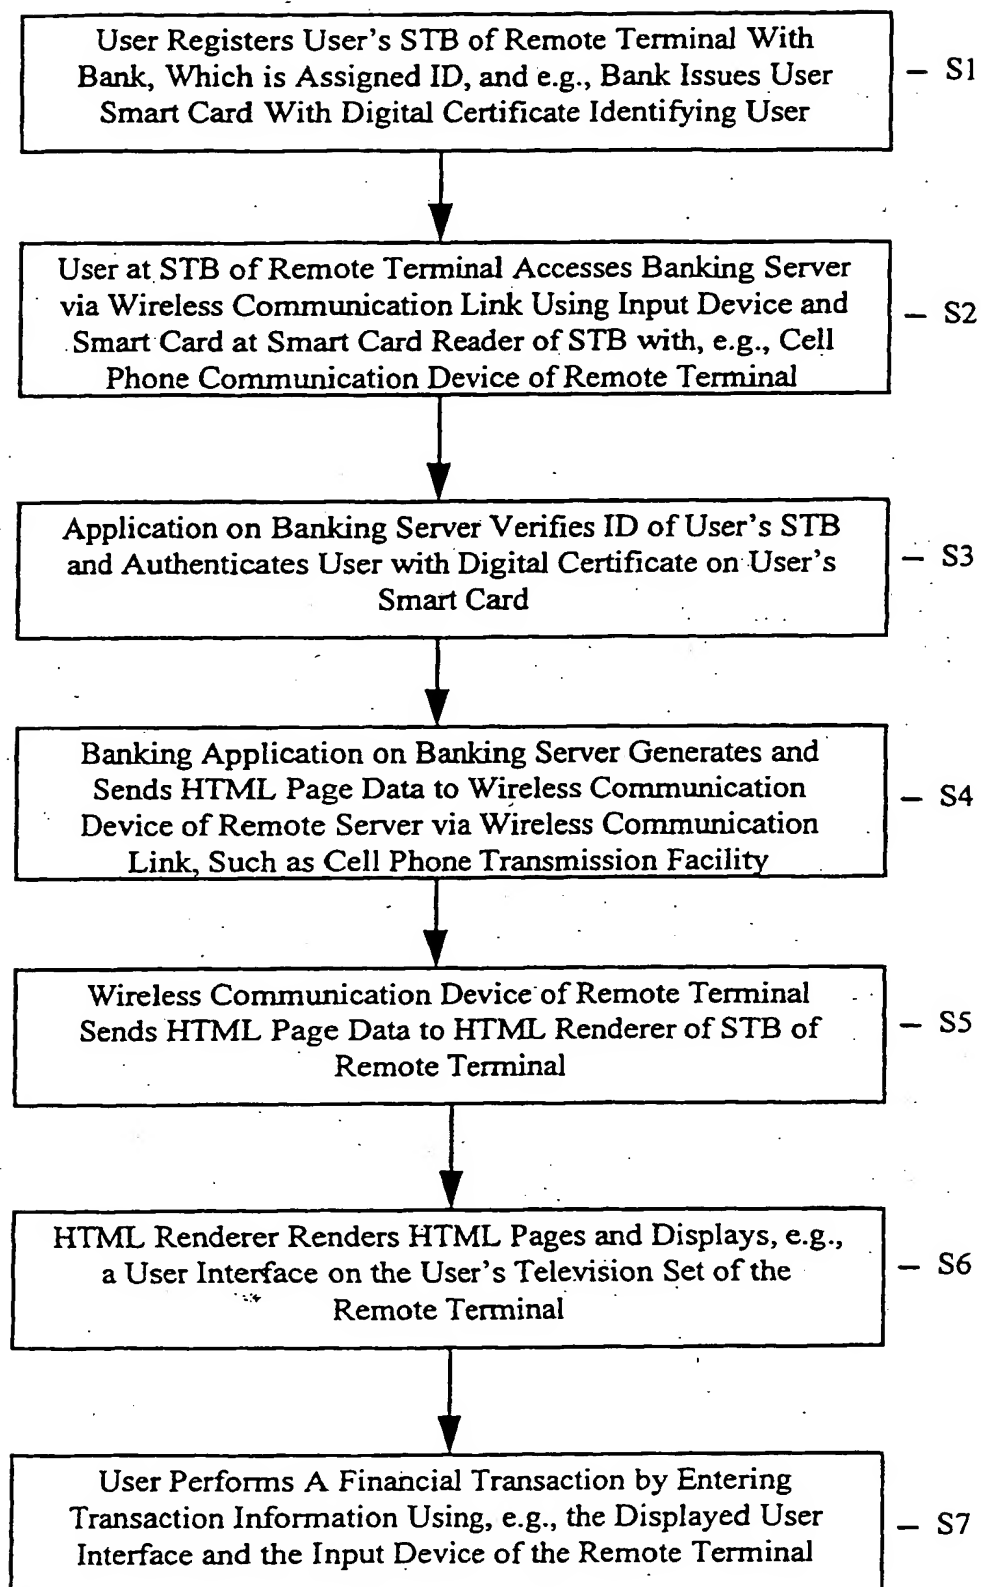 User Registers User's STB of Remote Terminal With
Bank, Which is Assigned ID, and e.g., Bank Issues User
Smart Card With Digital Certificate Identifying User
– S1
User at STB of Remote Terminal Accesses Banking Server
via Wireless Communication Link Using Input Device and
Smart Card at Smart Card Reader of STB with, e.g., Cell
Phone Communication Device of Remote Terminal
– S2
Application on Banking Server Verifies ID of User's STB
and Authenticates User with Digital Certificate on User's
Smart Card
– S3
Banking Application on Banking Server Generates and
Sends HTML Page Data to Wireless Communication
Device of Remote Server via Wireless Communication
Link, Such as Cell Phone Transmission Facility
– S4
Wireless Communication Device of Remote Terminal
Sends HTML Page Data to HTML Renderer of STB of
Remote Terminal
– S5
HTML Renderer Renders HTML Pages and Displays, e.g.,
a User Interface on the User's Television Set of the
Remote Terminal
– S6
User Performs A Financial Transaction by Entering
Transaction Information Using, e.g., the Displayed User
Interface and the Input Device of the Remote Terminal
– S7